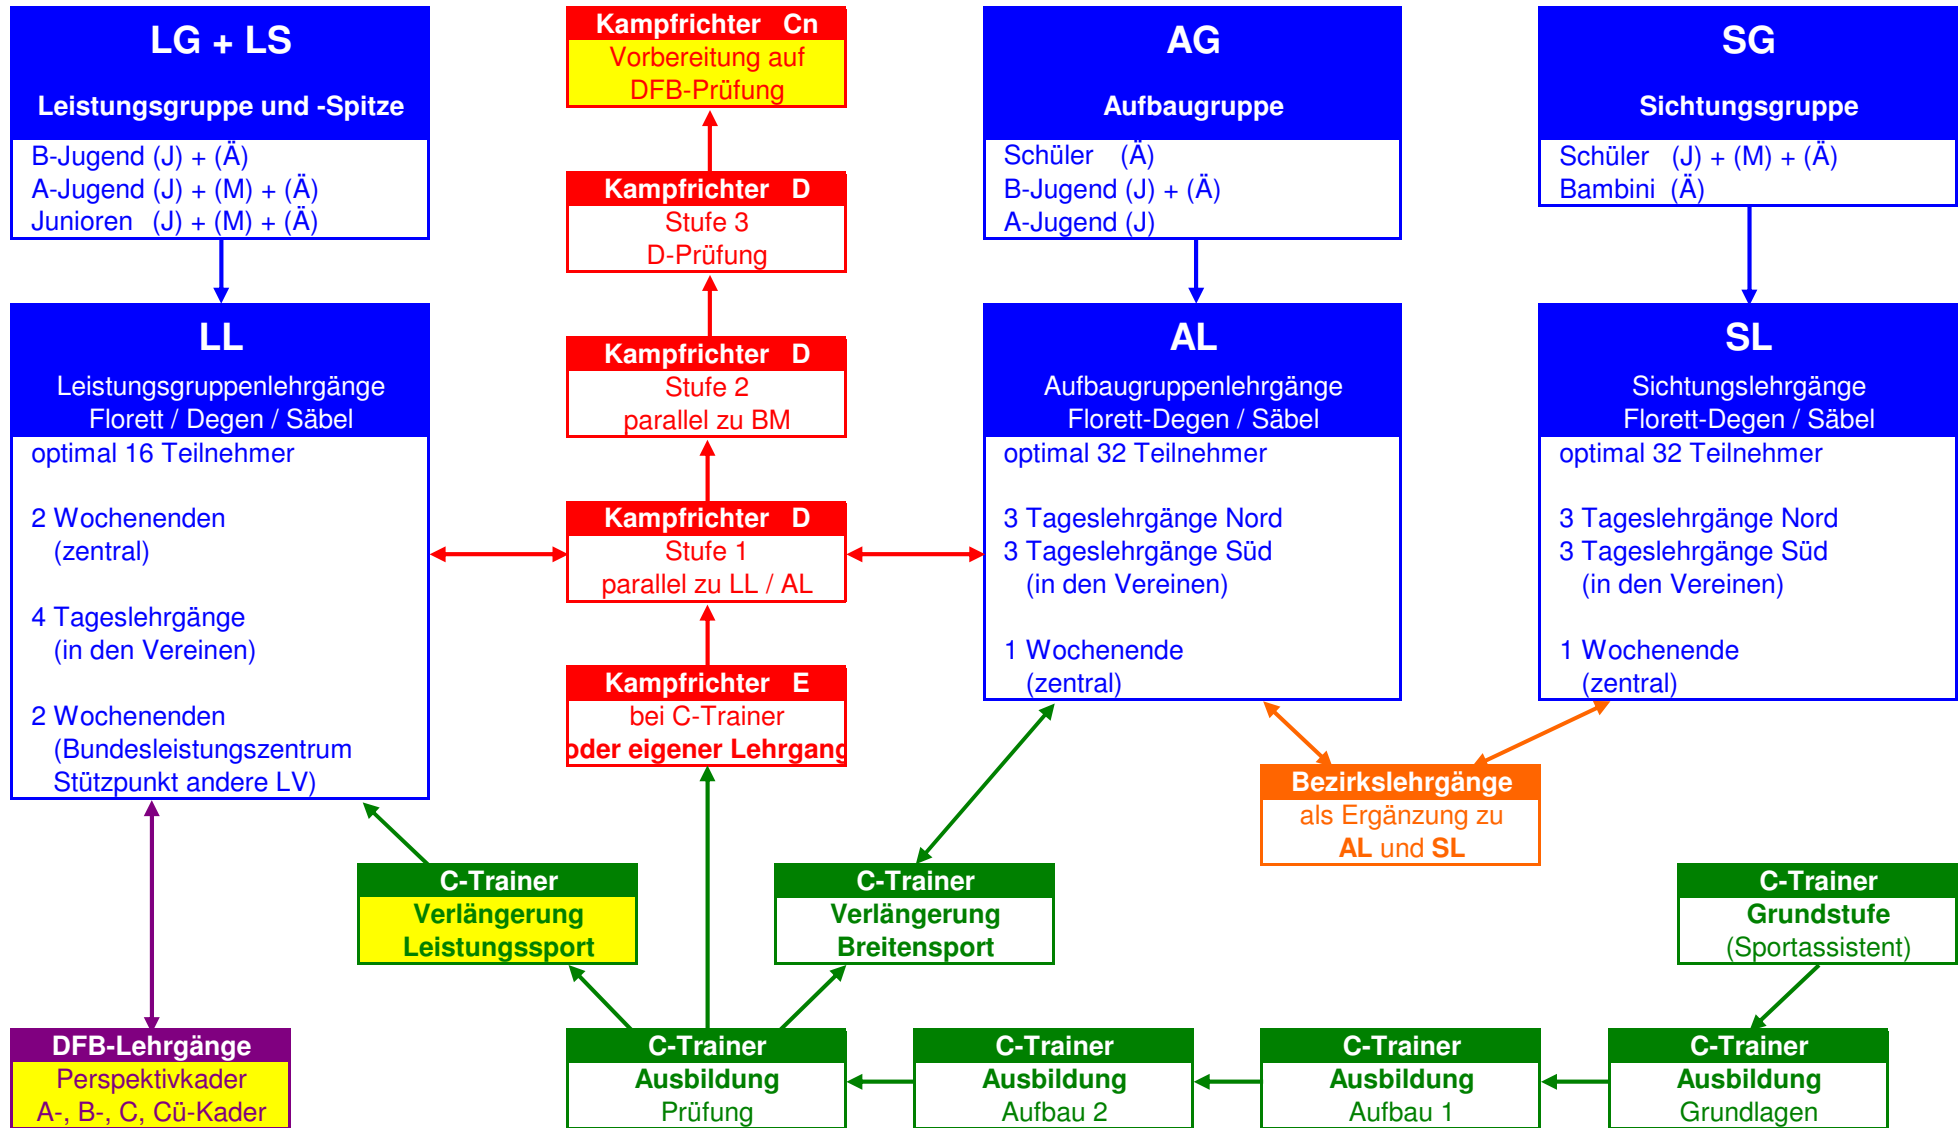 LG + LS
Leistungsgruppe und -Spitze
B-Jugend (J) + (Ä)
A-Jugend (J) + (M) + (Ä)
Junioren (J) + (M) + (Ä)
Kampfrichter Cn
Vorbereitung auf
DFB-Prüfung
AG
Aufbaugruppe
Schüler (Ä)
B-Jugend (J) + (Ä)
A-Jugend (J)
SG
Sichtungsgruppe
Schüler (J) + (M) + (Ä)
Bambini (Ä)
Kampfrichter D
Stufe 3
D-Prüfung
LL
Leistungsgruppenlehrgänge
Florett / Degen / Säbel
optimal 16 Teilnehmer
2 Wochenenden
(zentral)
4 Tageslehrgänge
(in den Vereinen)
2 Wochenenden
(Bundesleistungszentrum
Stützpunkt andere LV)
Kampfrichter D
Stufe 2
parallel zu BM
Kampfrichter D
Stufe 1
parallel zu LL / AL
Kampfrichter E
bei C-Trainer
oder eigener Lehrgang
AL
Aufbaugruppenlehrgänge
Florett-Degen / Säbel
optimal 32 Teilnehmer
3 Tageslehrgänge Nord
3 Tageslehrgänge Süd
(in den Vereinen)
1 Wochenende
(zentral)
SL
Sichtungslehrgänge
Florett-Degen / Säbel
optimal 32 Teilnehmer
3 Tageslehrgänge Nord
3 Tageslehrgänge Süd
(in den Vereinen)
1 Wochenende
(zentral)
Bezirkslehrgänge
als Ergänzung zu
AL und SL
C-Trainer
Verlängerung
Leistungssport
C-Trainer
Verlängerung
Breitensport
C-Trainer
Grundstufe
(Sportassistent)
DFB-Lehrgänge
Perspektivkader
A-, B-, C, Cü-Kader
C-Trainer
Ausbildung
Prüfung
C-Trainer
Ausbildung
Aufbau 2
C-Trainer
Ausbildung
Aufbau 1
C-Trainer
Ausbildung
Grundlagen